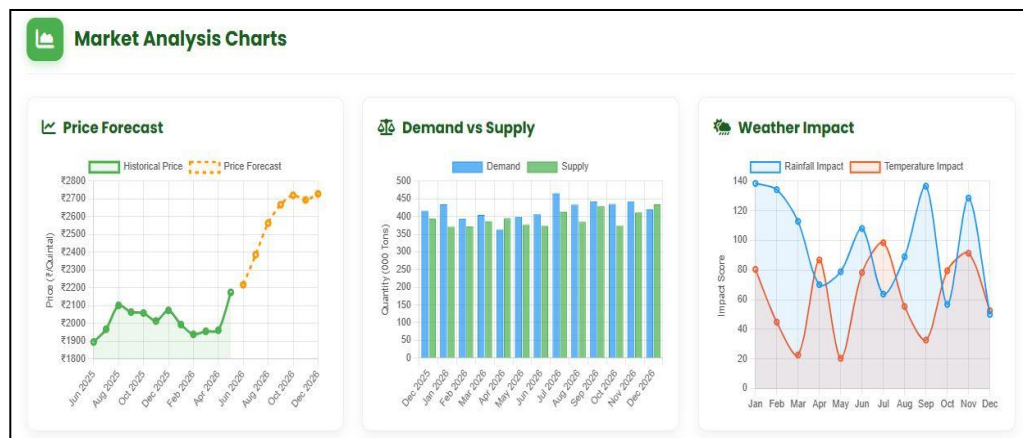 Market Analysis Charts
Price Forecast
Historical Price
Price Forecast
₹2800
₹2700
₹2600
₹2500
₹2400
₹2300
₹2200
₹2100
₹2000
₹1900
₹1800
Price (₹/Quintal)
Jun 2025
Aug 2025
Oct 2025
Dec 2025
Feb 2026
Apr 2026
Jun 2026
Aug 2026
Oct 2026
Dec 2026
Demand vs Supply
Demand
Supply
500
450
400
350
300
250
200
150
100
50
0
Quantity (000 Tons)
Dec 2025
Jan 2026
Feb 2026
Mar 2026
Apr 2026
May 2026
Jun 2026
Jul 2026
Aug 2026
Sep 2026
Oct 2026
Nov 2026
Dec 2026
Weather Impact
Rainfall Impact
Temperature Impact
140
120
100
80
60
40
20
0
Impact Score
Jan
Feb
Mar
Apr
May
Jun
Jul
Aug
Sep
Oct
Nov
Dec